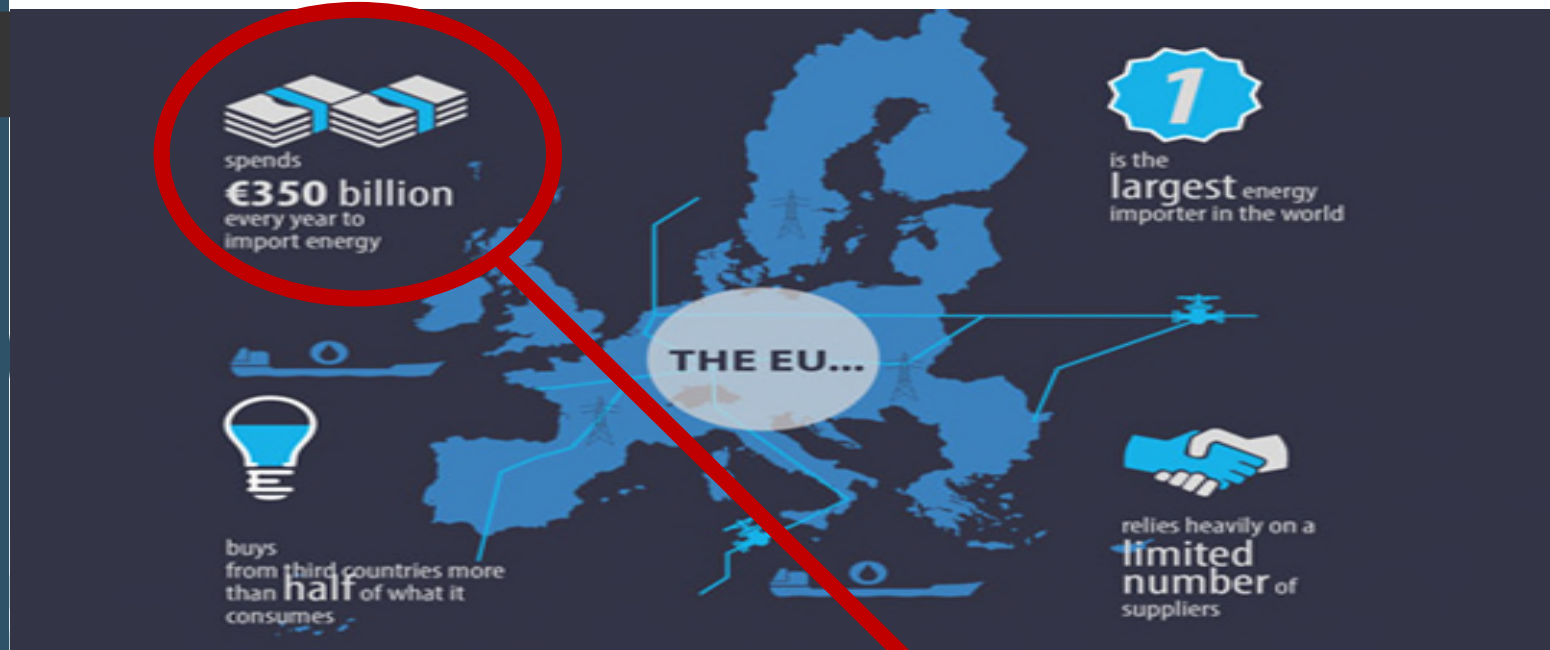 spends
€350 billion
every year to
import energy
1
is the
largest energy
importer in the world
THE EU...
buys
from third countries more
than half of what it
consumes
relies heavily on a
limited
number of
suppliers